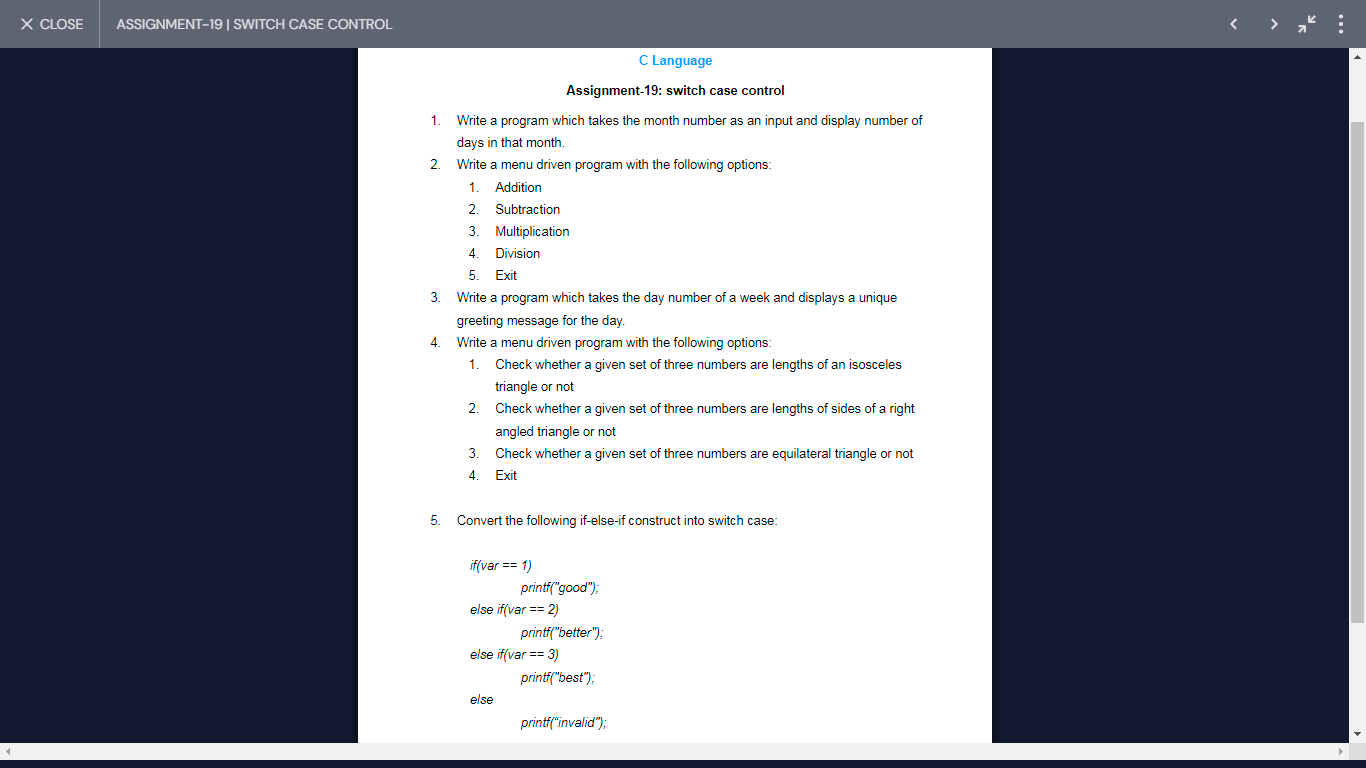 CLOSE
ASSIGNMENT-19 | SWITCH CASE CONTROL
C Language
Assignment-19: switch case control
1. Write a program which takes the month number as an input and display number of
days in that month.
2. Write a menu driven program with the following options:
1. Addition
2. Subtraction
3. Multiplication
4. Division
5. Exit
3. Write a program which takes the day number of a week and displays a unique
greeting message for the day.
4. Write a menu driven program with the following options:
1. Check whether a given set of three numbers are lengths of an isosceles
triangle or not
2. Check whether a given set of three numbers are lengths of sides of a right
angled triangle or not
3. Check whether a given set of three numbers are equilateral triangle or not
4. Exit
5. Convert the following if-else-if construct into switch case:
if(var == 1)
printf("good");
else if(var == 2)
printf("better");
else if(var == 3)
printf("best");
else
printf("invalid");